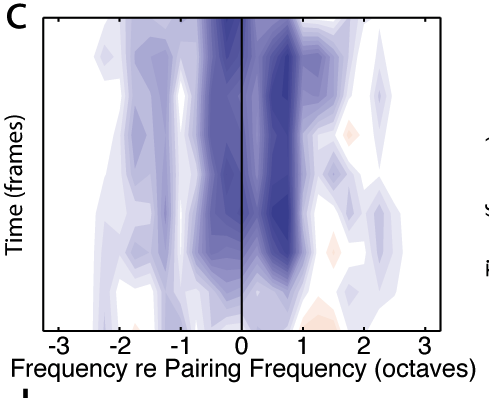 C
Time (frames)
-3 -2 -1 0 1 2 3
Frequency re Pairing Frequency (octaves)